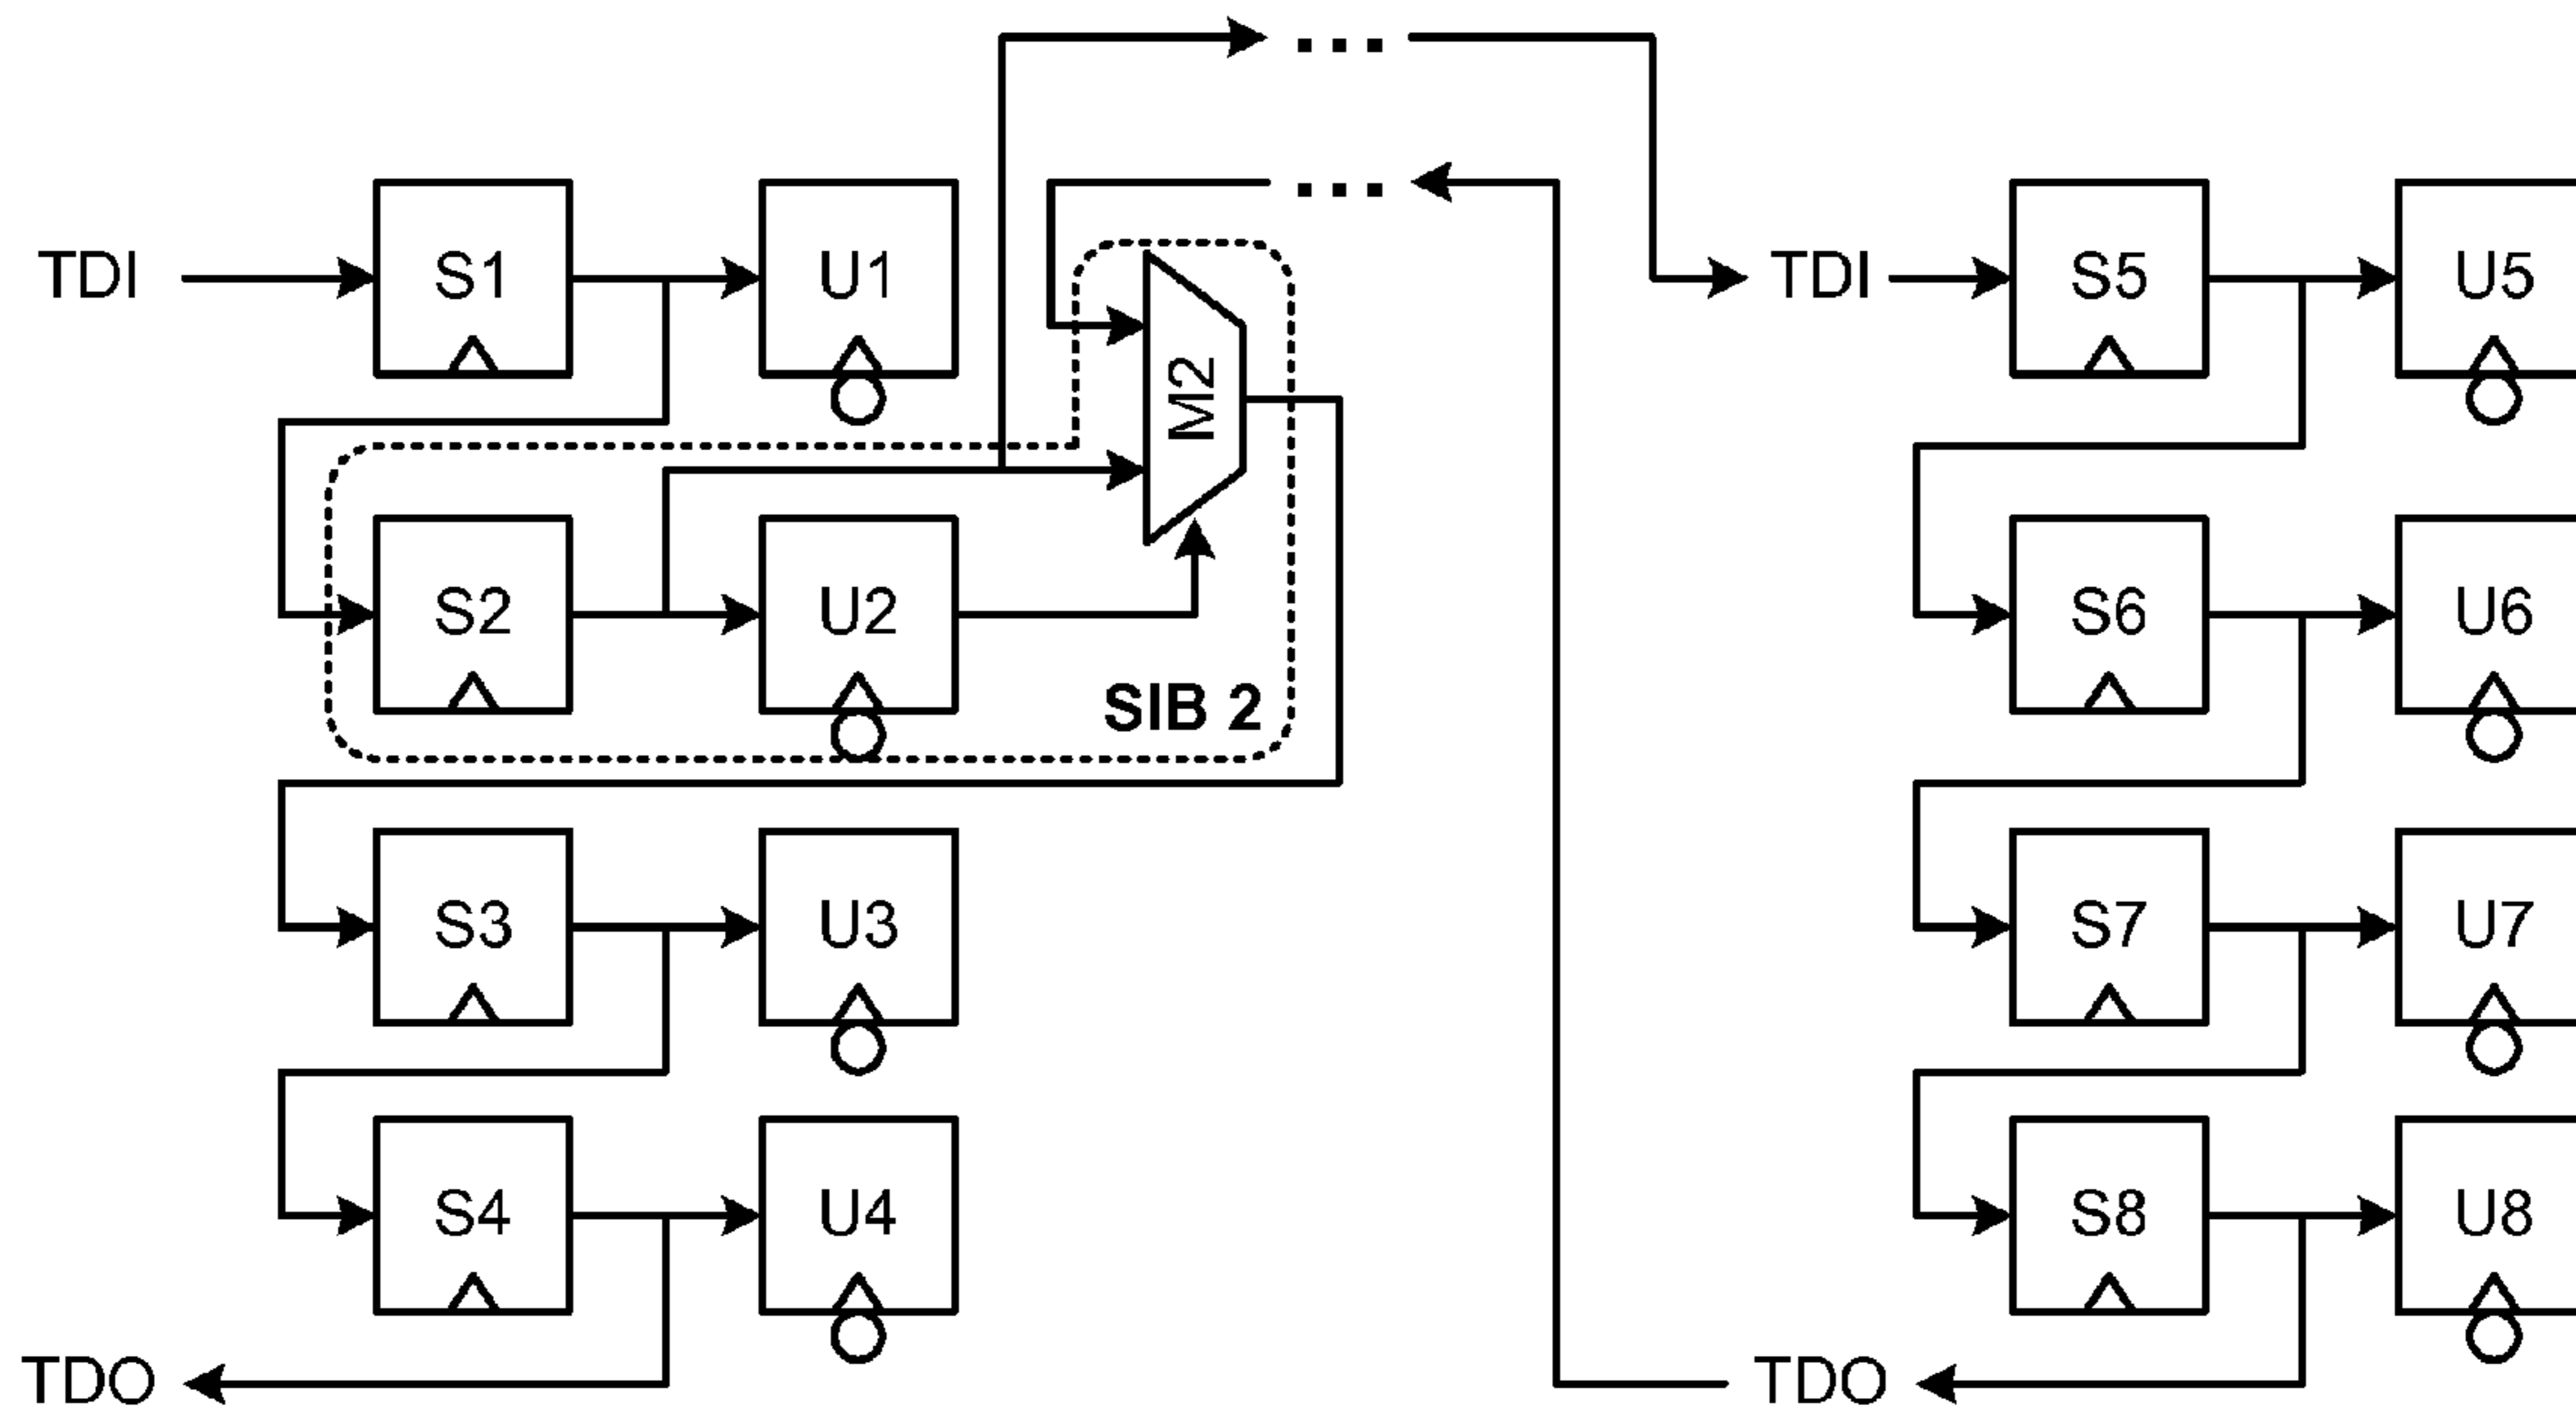 ... 
...
TDI S1 U1 TDI S5 U5
M2
S2 U2 S6 U6
SIB 2
S3 U3 S7 U7
S4 U4 S8 U8
TDO TDO